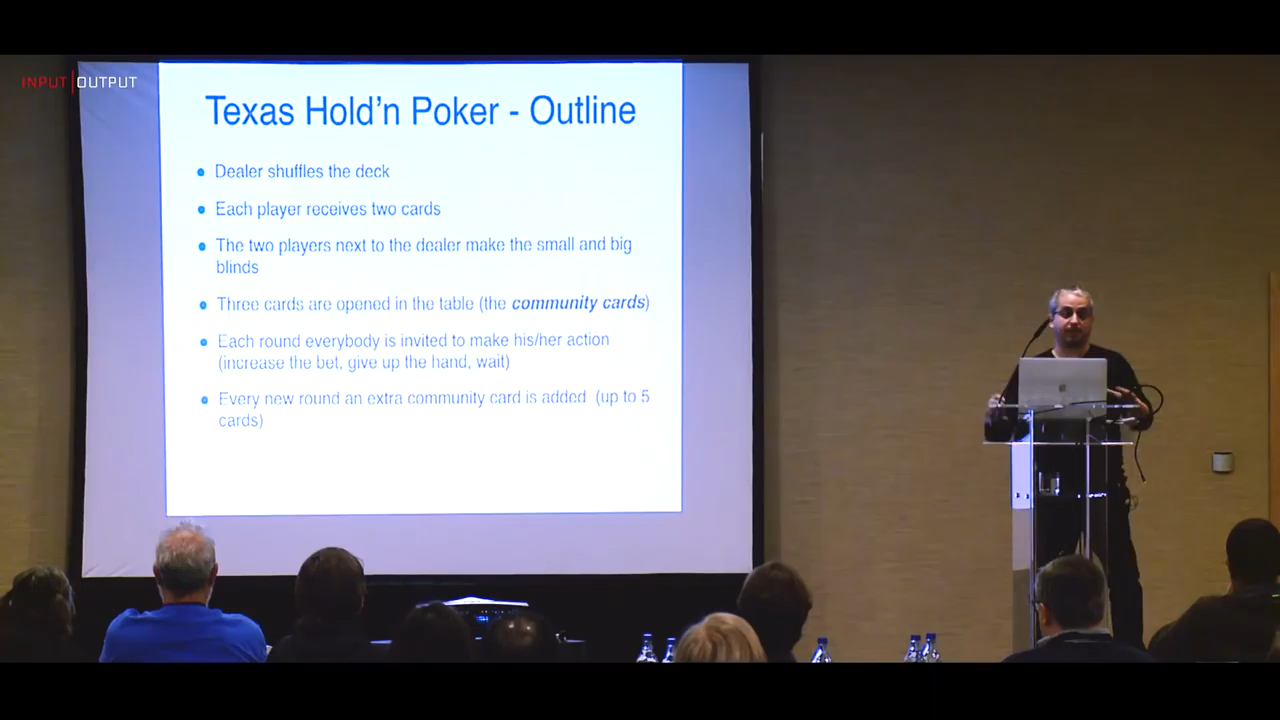 INPUT|OUTPUT
Texas Hold'n Poker - Outline
Dealer shuffles the deck
Each player receives two cards
The two players next to the dealer make the small and big
blinds
Three cards are opened in the table (the community cards)
Each round everybody is invited to make his/her action
(increase the bet, give up the hand, wait)
Every new round an extra community card is added (up to 5
cards)